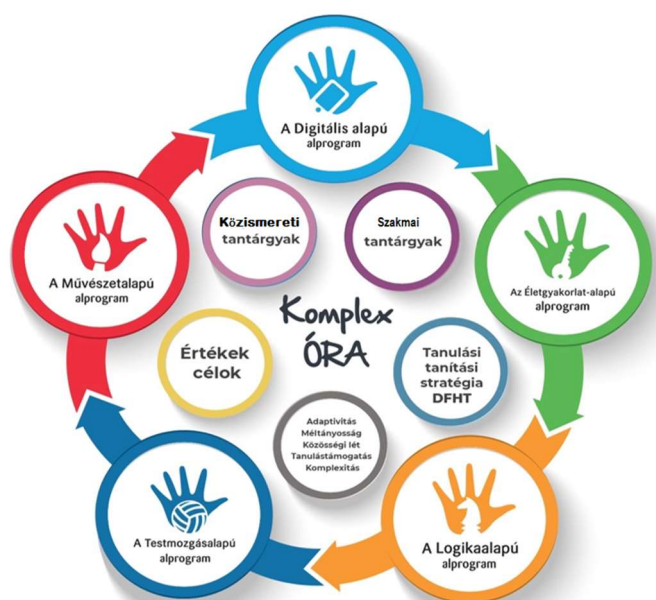 A Digitális alapú
alprogram
Közismereti
tantárgyak
Szakmai
tantárgyak
A Művészetalapú
alprogram
Az Életgyakorlat-alapú
alprogram
Komplex
ÓRA
Értékek
célok
Tanulási
tanítási
stratégia
DFHT
Adaptivitás
Méltányosság
Közösségi lét
Tanulástámogatás
Komplexitás
A Testmozgásalapú
alprogram
A Logikaalapú
alprogram